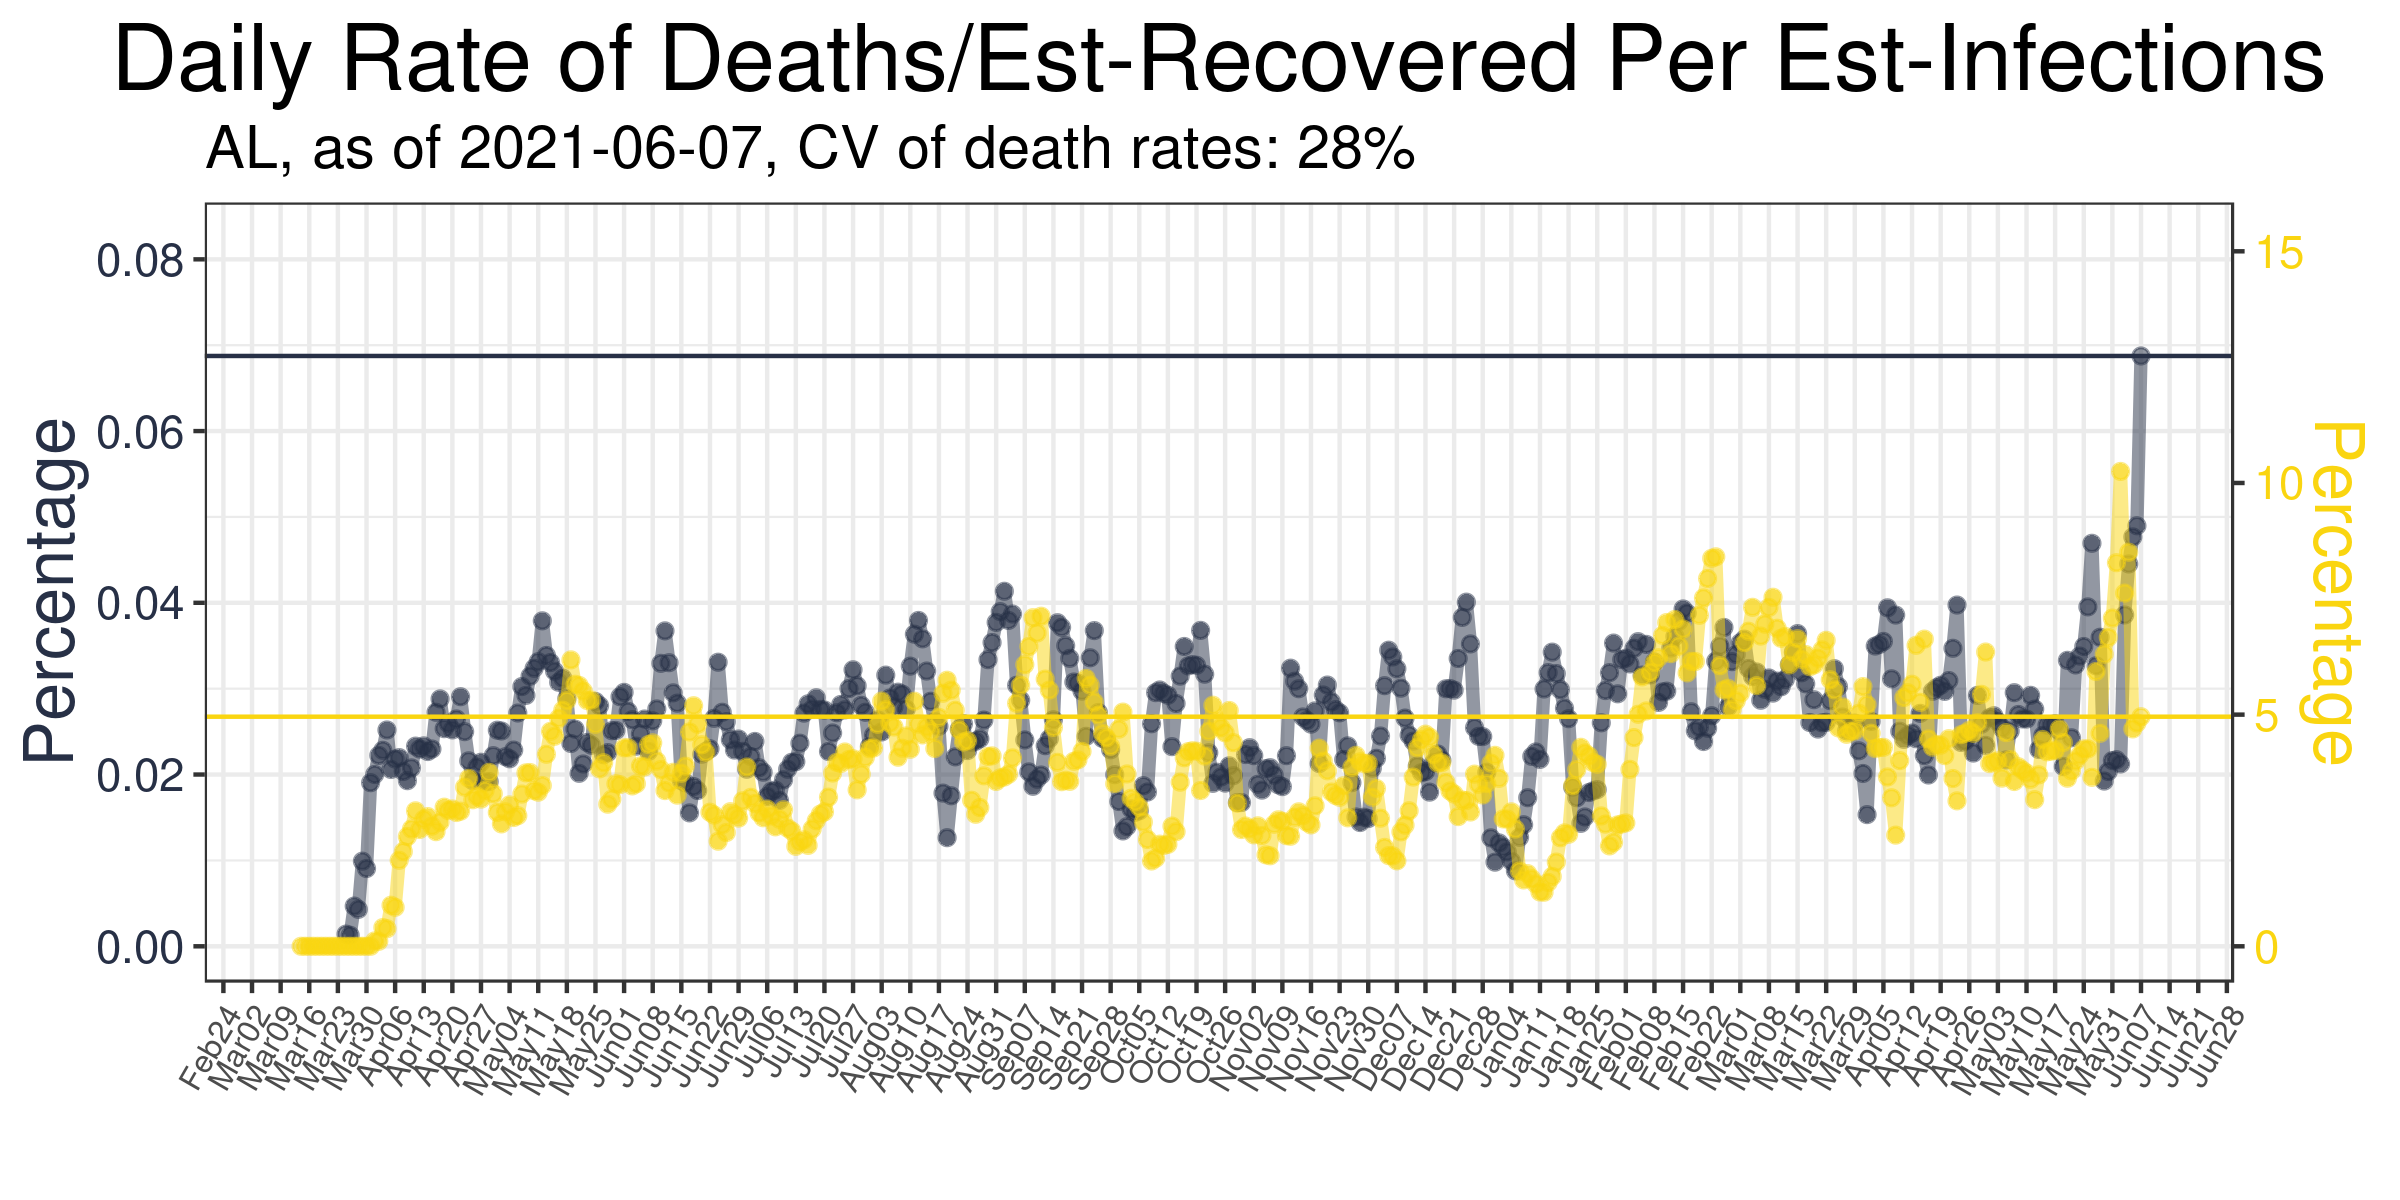 Daily Rate of Deaths/Est-Recovered Per Est-Infections
AL, as of 2021-06-07, CV of death rates: 28%
Percentage
0.08
0.06
0.04
0.02
0.00
15
10
5
0
Percentage
Feb24
Mar02
Mar09
Mar16
Mar23
Mar30
Apr06
Apr13
Apr20
Apr27
May04
May11
May18
May25
Jun01
Jun08
Jun15
Jun22
Jun29
Jul06
Jul13
Jul20
Jul27
Aug03
Aug10
Aug17
Aug24
Aug31
Sep07
Sep14
Sep21
Sep28
Oct05
Oct12
Oct19
Oct26
Nov02
Nov09
Nov16
Nov23
Nov30
Dec07
Dec14
Dec21
Dec28
Jan04
Jan11
Jan18
Jan25
Feb01
Feb08
Feb15
Feb22
Mar01
Mar08
Mar15
Mar22
Mar29
Apr05
Apr12
Apr19
Apr26
May03
May10
May17
May24
May31
Jun07
Jun14
Jun21
Jun28